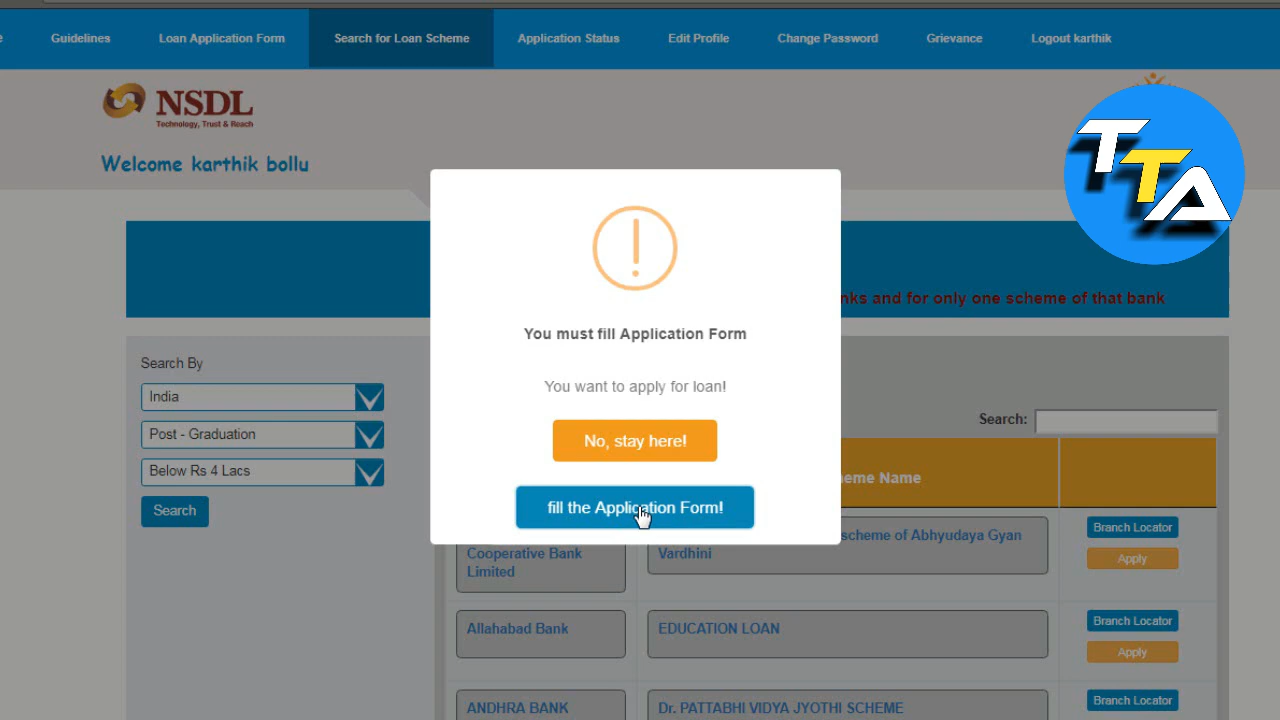 Guidelines
Loan Application Form
Search for Loan Scheme
Application Status
Edit Profile
Change Password
Grievance
Logout karthik
NSDL
Technology, Trust & Reach
Welcome karthik bollu
TTA
and for only one scheme of that bank
You must fill Application Form
You want to apply for loan!
No, stay here!
fill the Application Form!
Search By
India
Post - Graduation
Below Rs 4 Lacs
Search
Search:
Name
Cooperative Bank
Limited
scheme of Abhyudaya Gyan
Vardhini
Branch Locator
Apply
Allahabad Bank
EDUCATION LOAN
Branch Locator
Apply
ANDHRA BANK
Dr. PATTABHI VIDYA JYOTHI SCHEME
Branch Locator